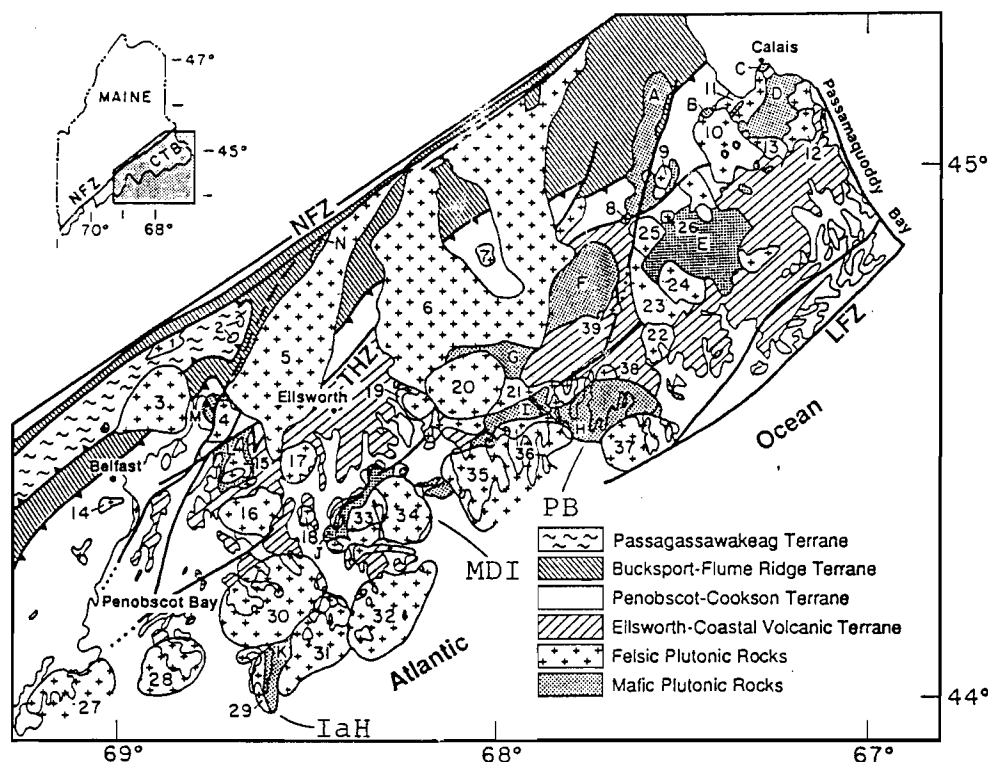 MAINE
47°
45°
CTB
NFZ
70° 68°
Calais
C
11
A
D
B
10
Passamaquoddy
Bay
13
12
45°
9
8
NFZ
N
7
26
25
E
F
24
6
23
2
1
39
22
LFZ
5
THZ
G
38
Ellsworth
19
20
21
I
3
M
4
H
37
Ocean
Belfast
15
17
36
35
PB
14
16
33
34
18
J
MDI
Penobscot Bay
30
32
31
Atlantic
K
28
27
29
IaH
Passagassawakeag Terrane
Bucksport-Flume Ridge Terrane
Penobscot-Cookson Terrane
Ellsworth-Coastal Volcanic Terrane
Felsic Plutonic Rocks
Mafic Plutonic Rocks
44°
69° 68° 67°